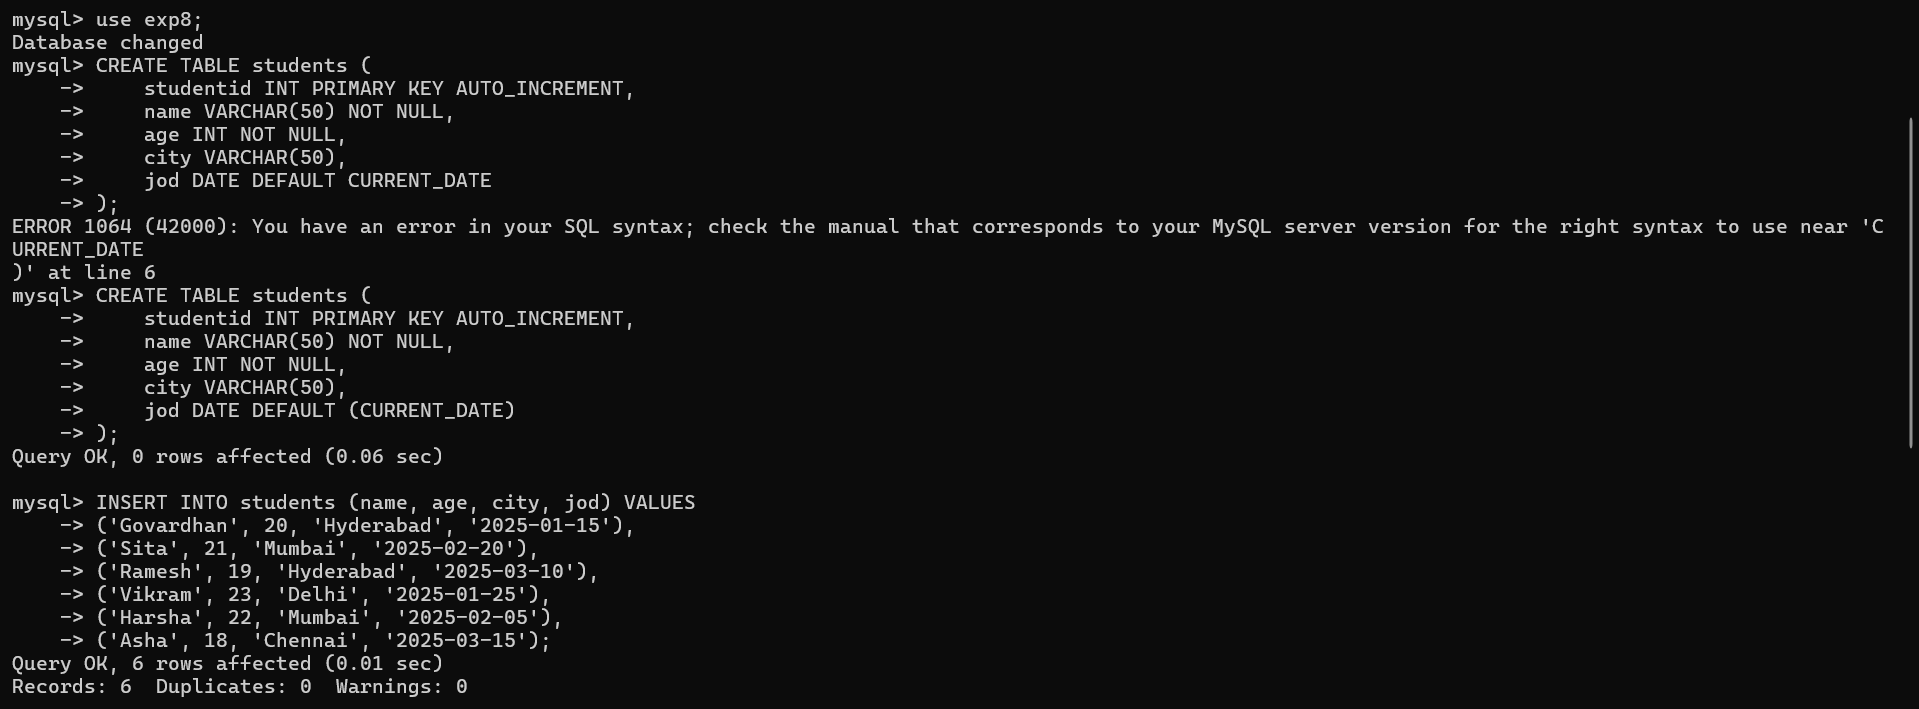 mysql> use exp8;
Database changed
mysql> CREATE TABLE students (
    ->     studentid INT PRIMARY KEY AUTO_INCREMENT,
    ->     name VARCHAR(50) NOT NULL,
    ->     age INT NOT NULL,
    ->     city VARCHAR(50),
    ->     jod DATE DEFAULT CURRENT_DATE
    -> );
ERROR 1064 (42000): You have an error in your SQL syntax; check the manual that corresponds to your MySQL server version for the right syntax to use near 'C
URRENT_DATE
)' at line 6
mysql> CREATE TABLE students (
    ->     studentid INT PRIMARY KEY AUTO_INCREMENT,
    ->     name VARCHAR(50) NOT NULL,
    ->     age INT NOT NULL,
    ->     city VARCHAR(50),
    ->     jod DATE DEFAULT (CURRENT_DATE)
    -> );
Query OK, 0 rows affected (0.06 sec)

mysql> INSERT INTO students (name, age, city, jod) VALUES
    -> ('Govardhan', 20, 'Hyderabad', '2025-01-15'),
    -> ('Sita', 21, 'Mumbai', '2025-02-20'),
    -> ('Ramesh', 19, 'Hyderabad', '2025-03-10'),
    -> ('Vikram', 23, 'Delhi', '2025-01-25'),
    -> ('Harsha', 22, 'Mumbai', '2025-02-05'),
    -> ('Asha', 18, 'Chennai', '2025-03-15');
Query OK, 6 rows affected (0.01 sec)
Records: 6  Duplicates: 0  Warnings: 0